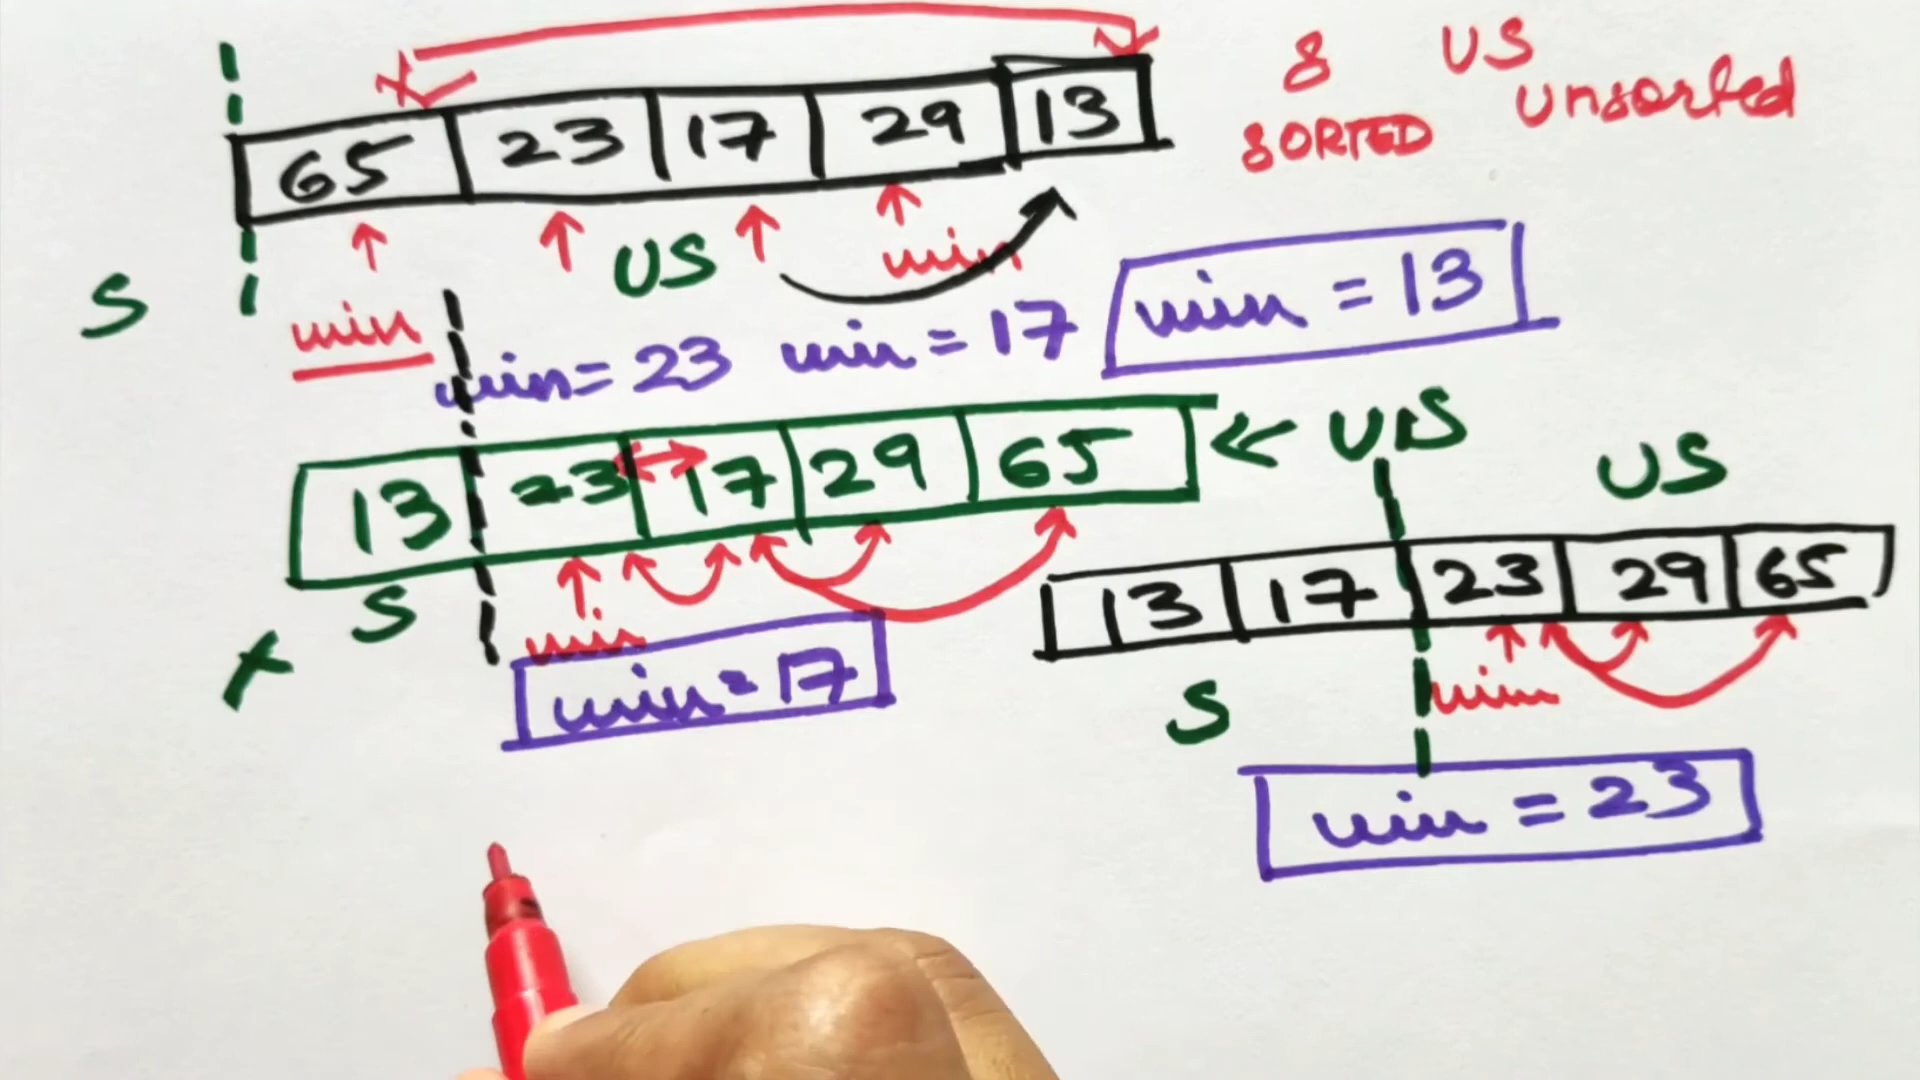 S US
SORTED unsorted
65 23 17 29 13
S US min
min
min = 23 min = 17 min = 13
13 23 17 29 65 US
US
S
min
min = 17
13 17 23 29 65
S min
min = 23